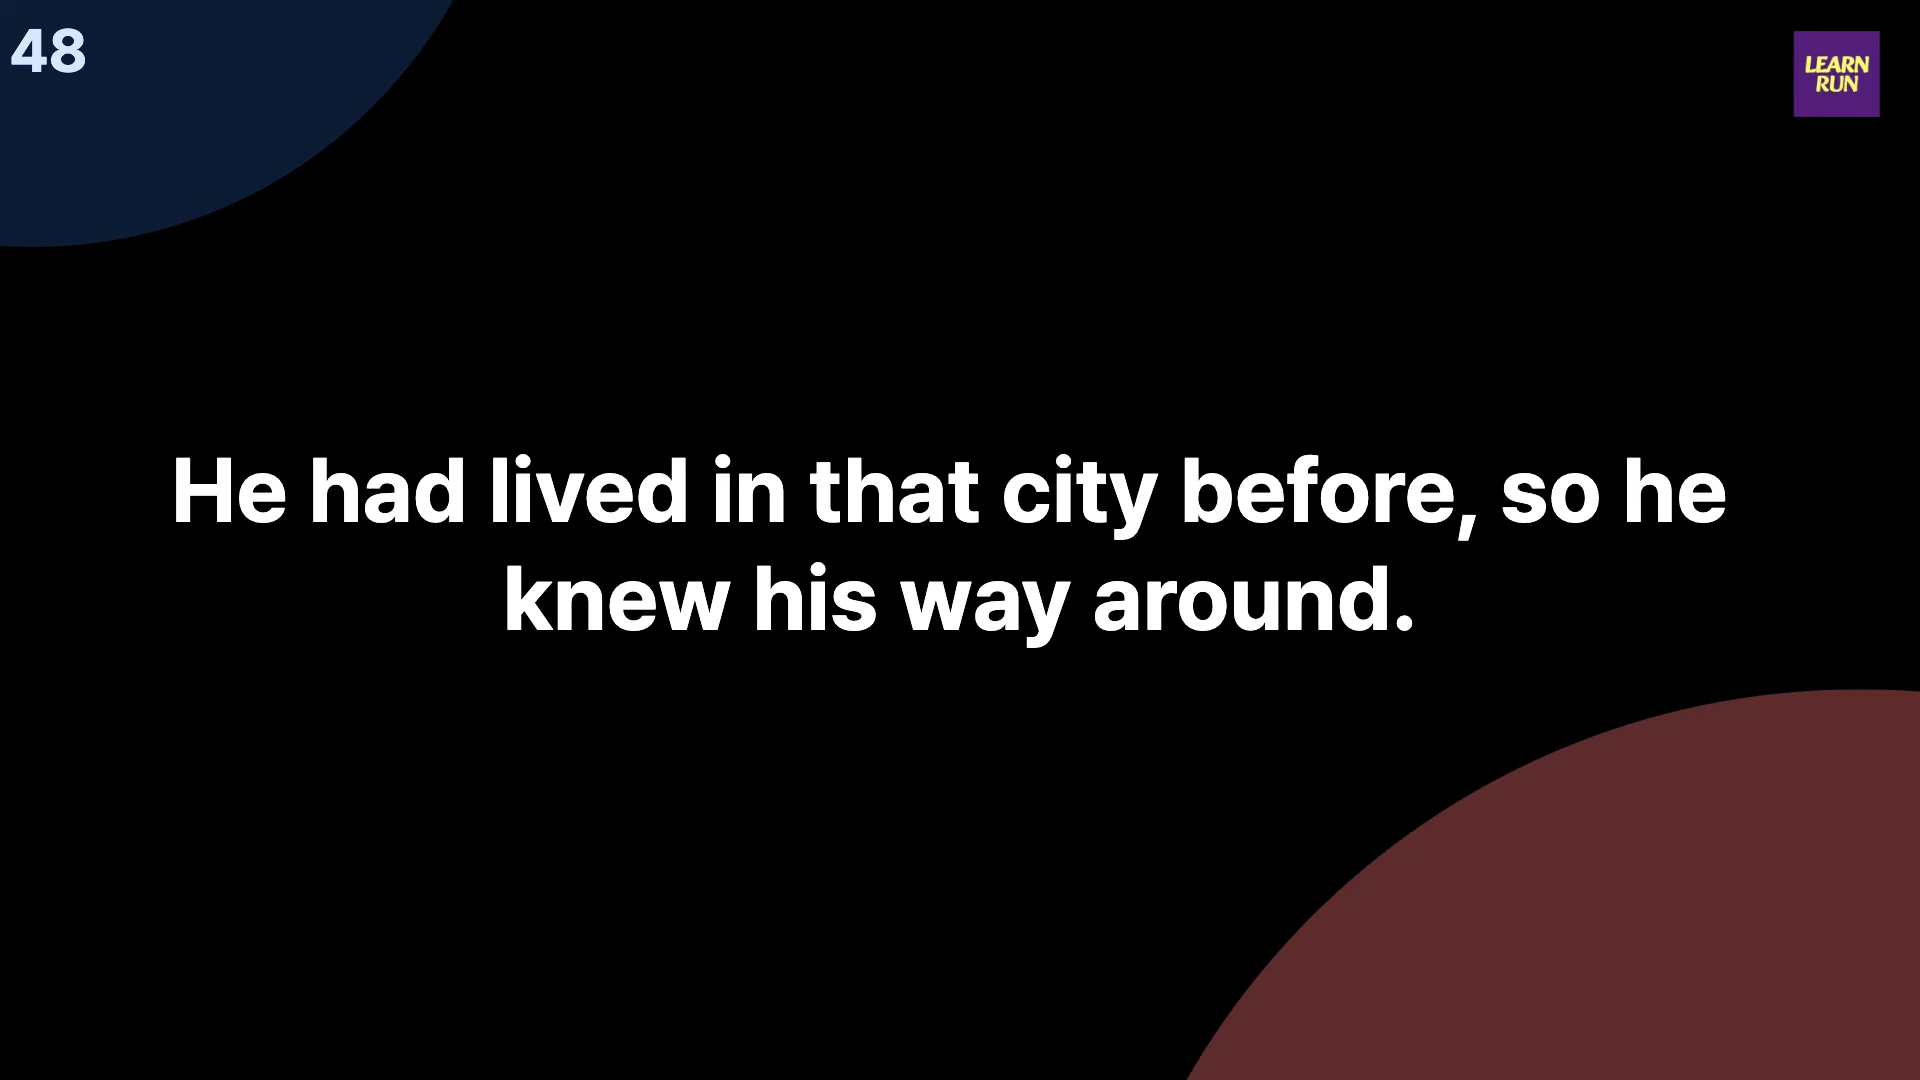 48
LEARN
RUN
He had lived in that city before, so he
knew his way around.